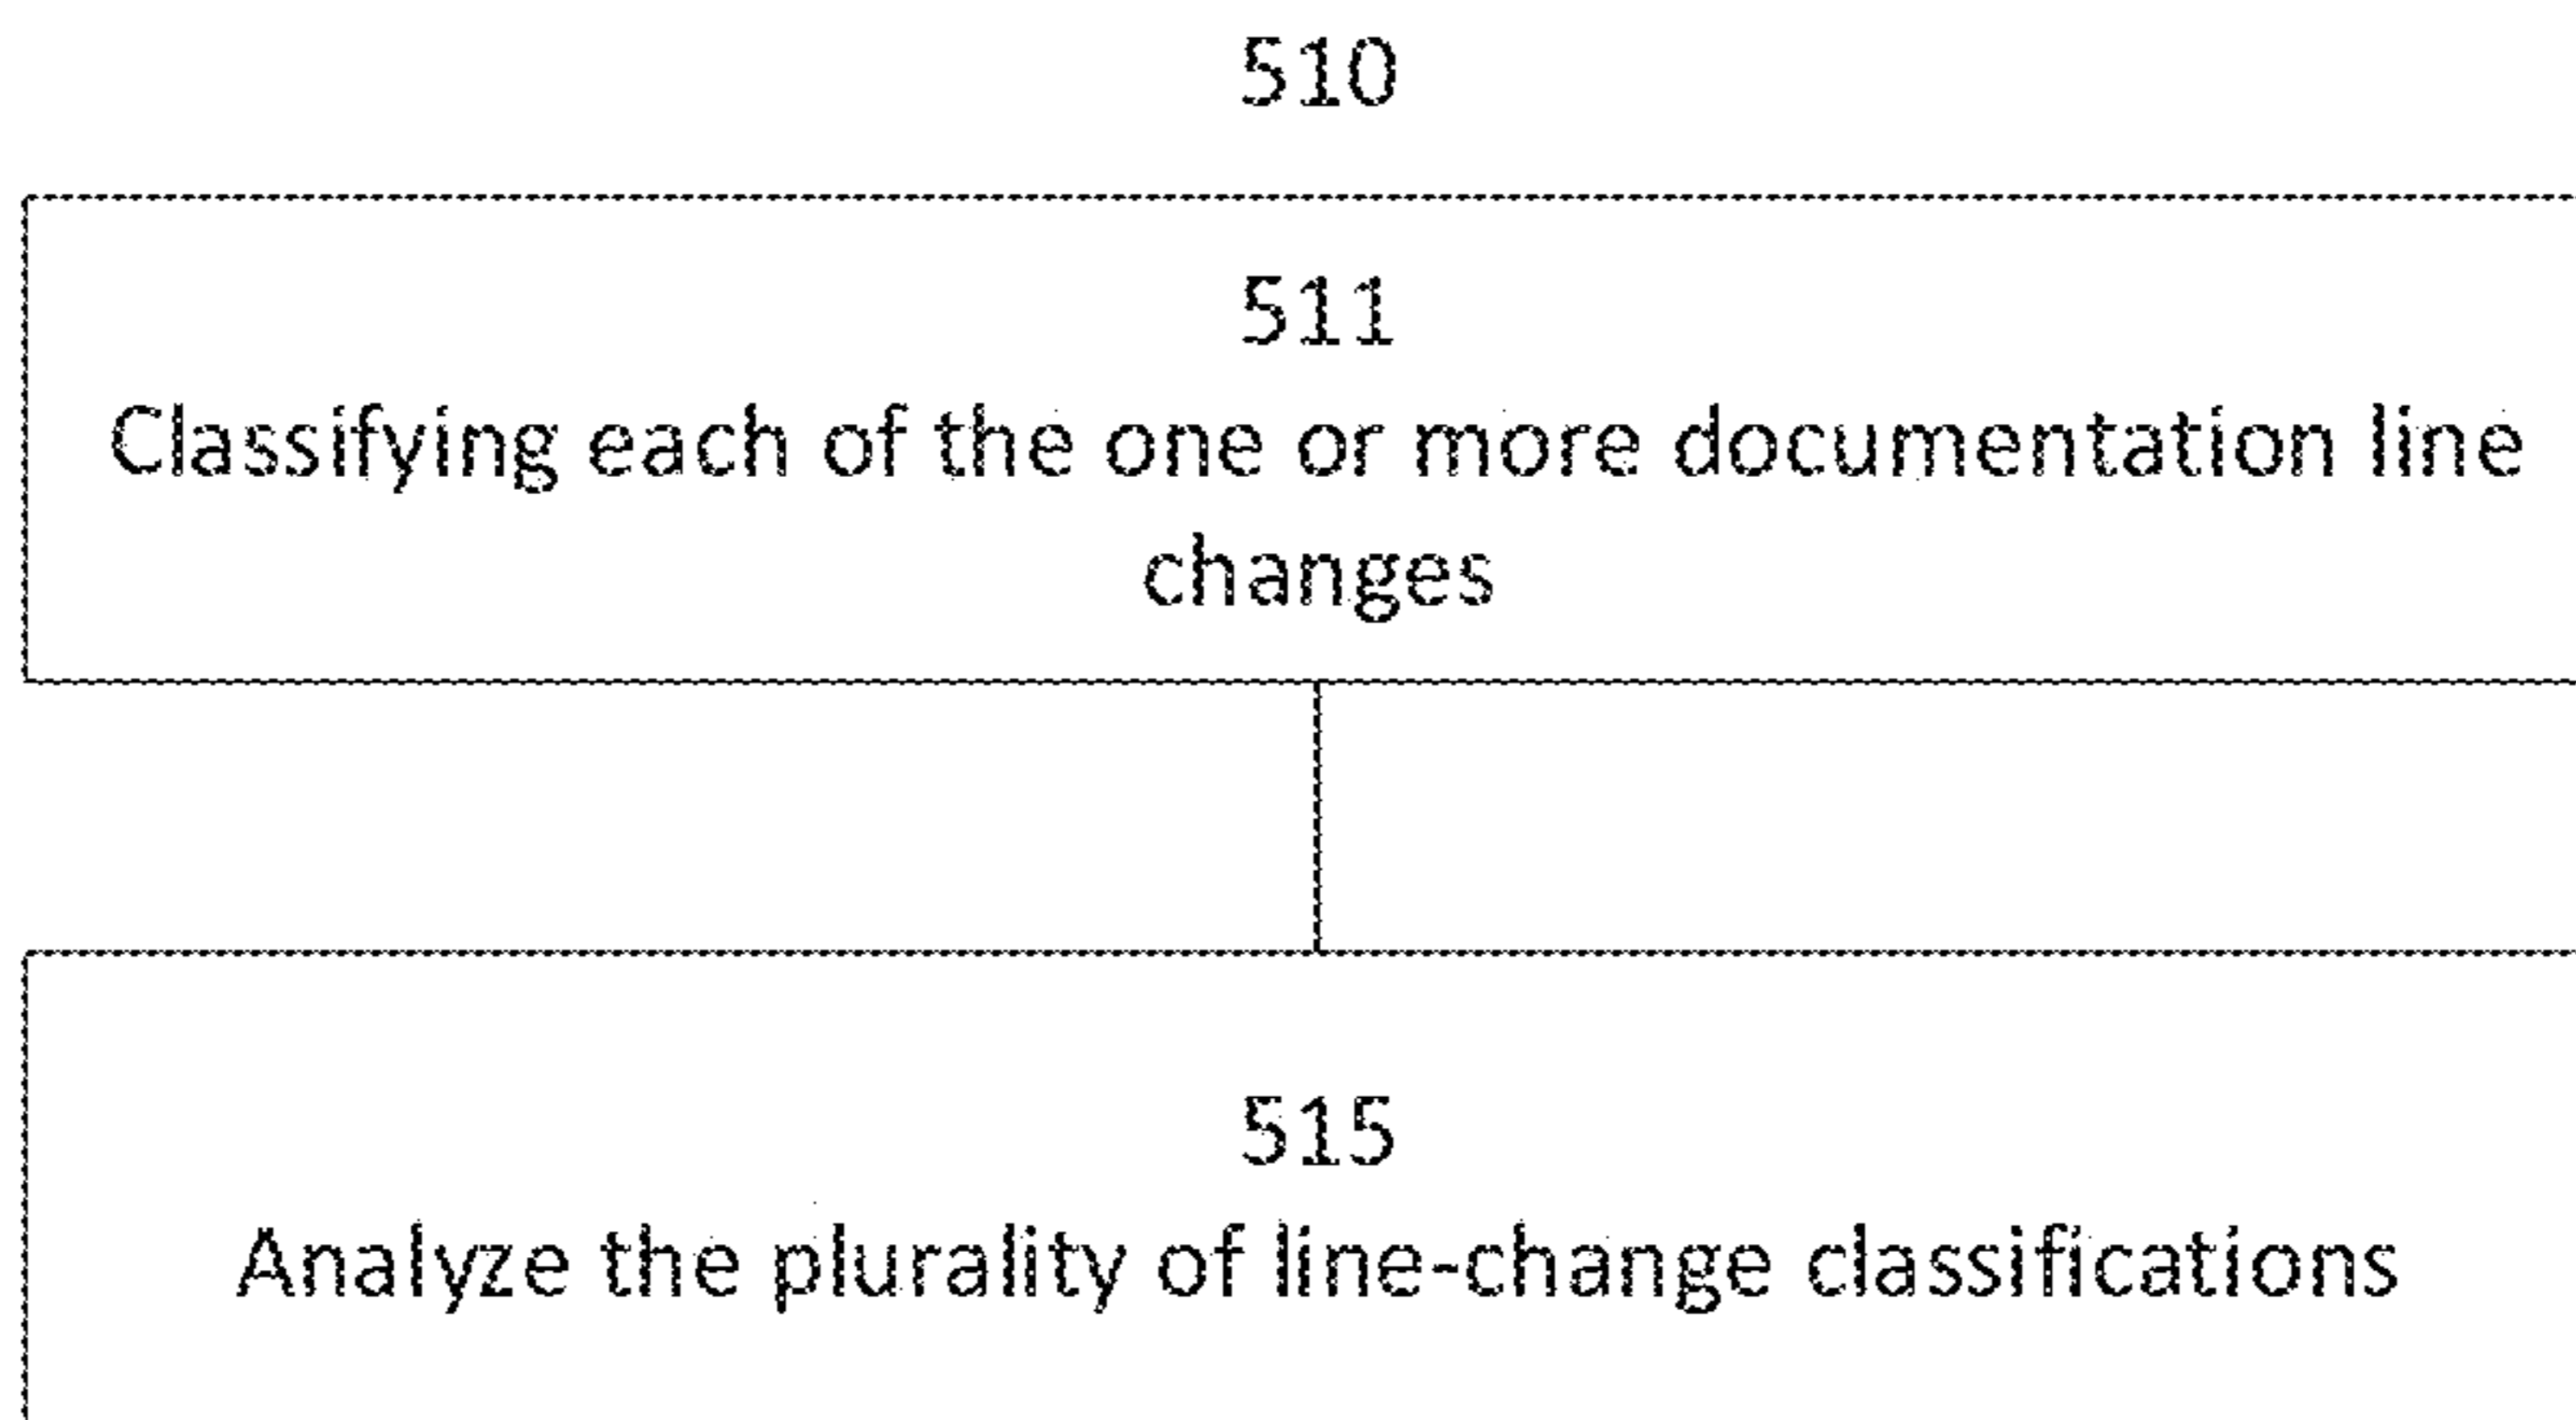 510
511
Classifying each of the one or more documentation line
changes
515
Analyze the plurality of line-change classifications